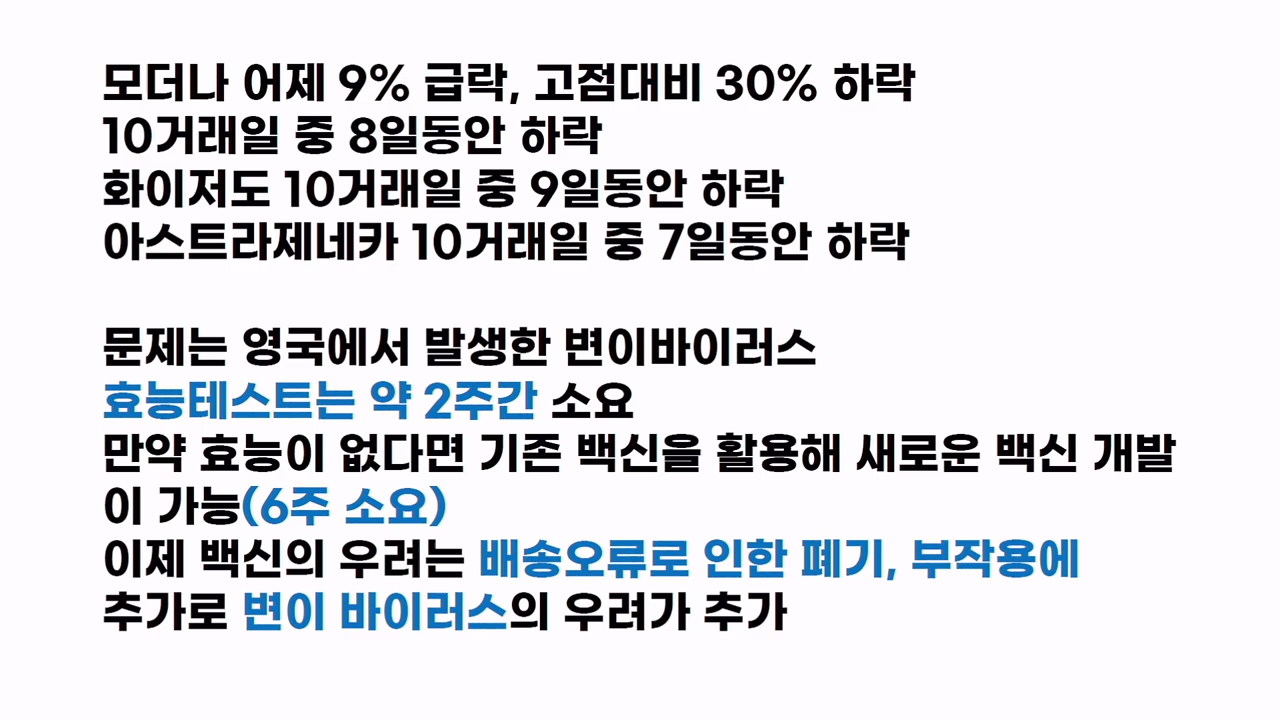 모더나 어제 9% 급락, 고점대비 30% 하락
10거래일 중 8일동안 하락
화이저도 10거래일 중 9일동안 하락
아스트라제네카 10거래일 중 7일동안 하락
문제는 영국에서 발생한 변이바이러스
효능테스트는 약 2주간 소요
만약 효능이 없다면 기존 백신을 활용해 새로운 백신 개발
이 가능(6주 소요)
이제 백신의 우려는 배송오류로 인한 폐기, 부작용에
추가로 변이 바이러스의 우려가 추가